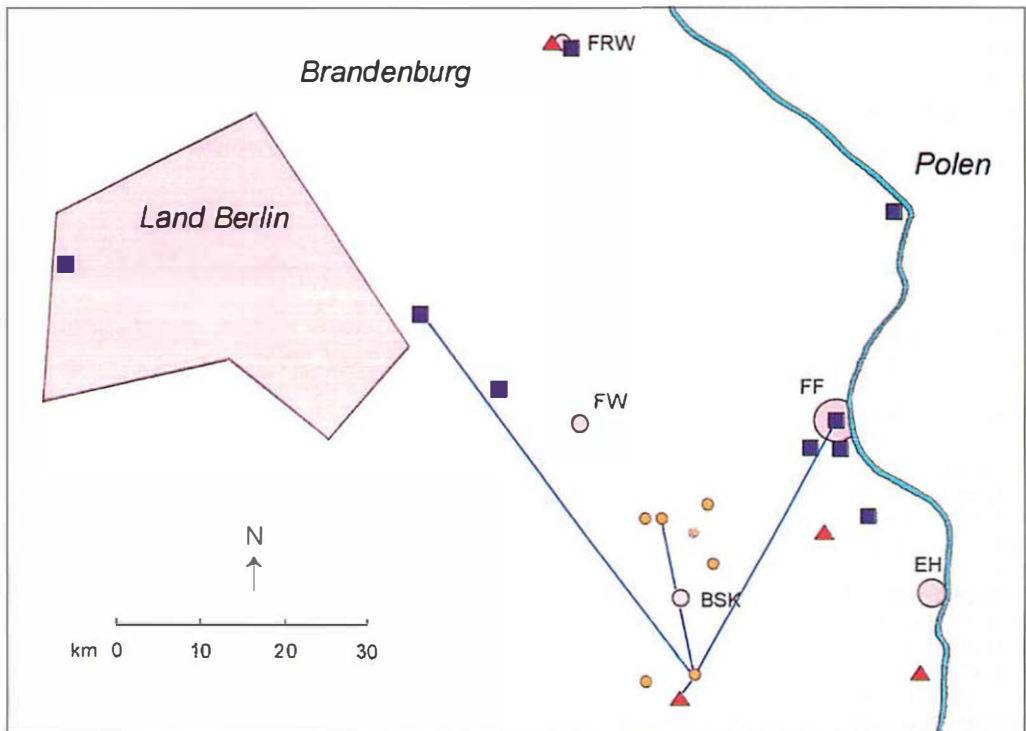 FRW
Brandenburg
Polen
Land Berlin
FF
FW
N
EH
BSK
km 0 10 20 30